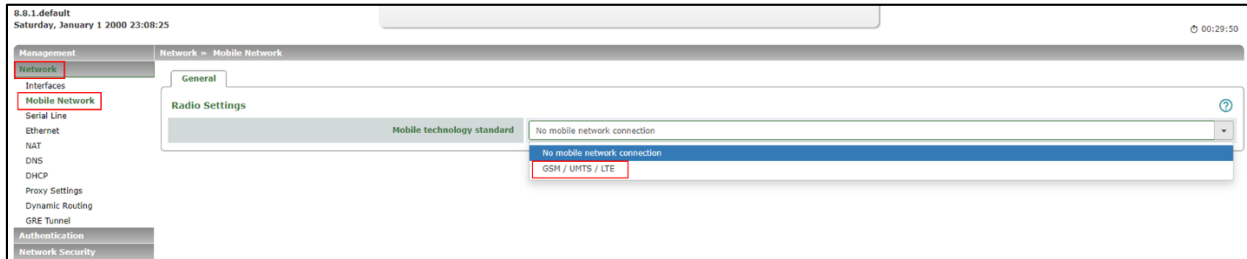 8.8.1.default
Saturday, January 1 2000 23:08:25
00:29:50
Management
Network » Mobile Network
Network
Interfaces
Mobile Network
Serial Line
Ethernet
NAT
DNS
DHCP
Proxy Settings
Dynamic Routing
GRE Tunnel
Authentication
Network Security
General
Radio Settings
?
Mobile technology standard
No mobile network connection
No mobile network connection
GSM / UMTS / LTE